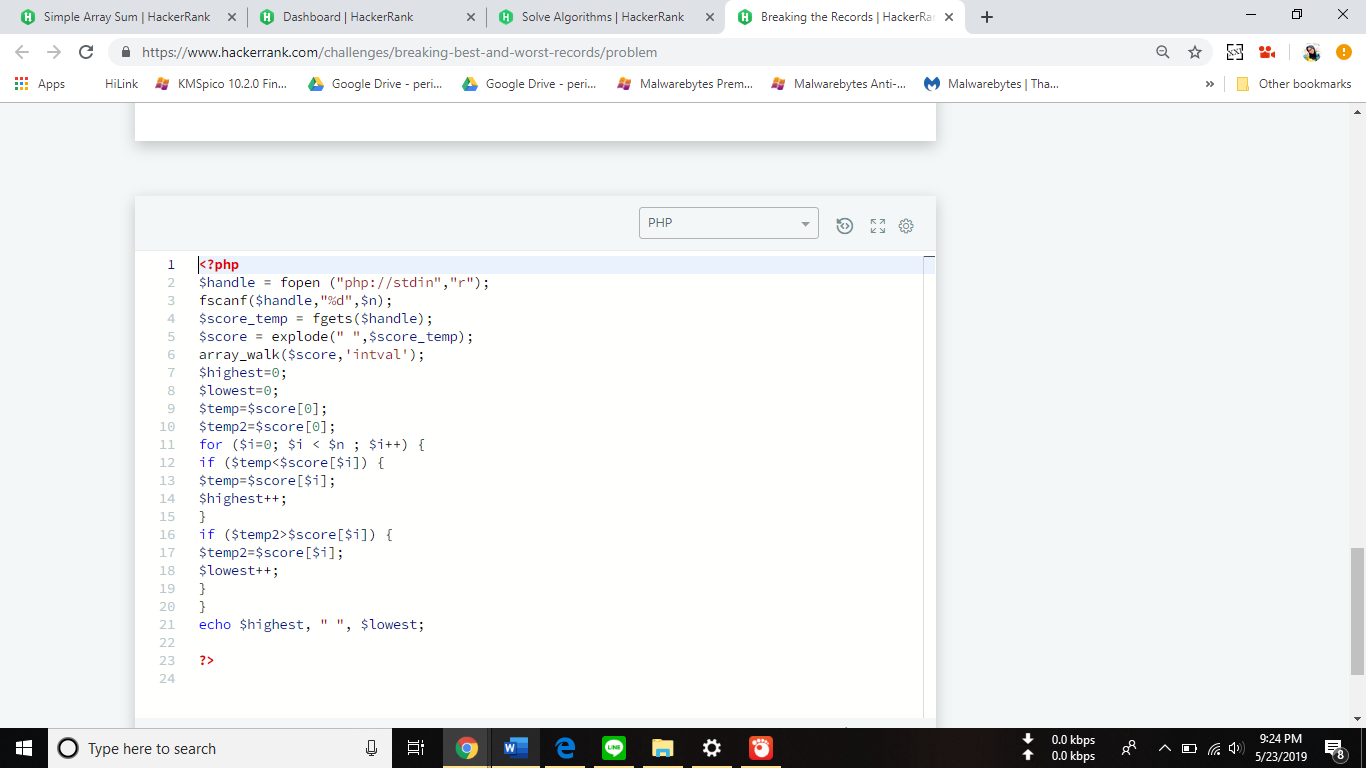 Simple Array Sum | HackerRank
Dashboard | HackerRank
Solve Algorithms | HackerRank
Breaking the Records | HackerRa
https://www.hackerrank.com/challenges/breaking-best-and-worst-records/problem
Apps
HiLink
KMSpico 10.2.0 Fin...
Google Drive - peri...
Google Drive - peri...
Malwarebytes Prem...
Malwarebytes Anti-...
Malwarebytes | Tha...
»
Other bookmarks
PHP
1 <?php
2 $handle = fopen ("php://stdin","r");
3 fscanf($handle,"%d",$n);
4 $score_temp = fgets($handle);
5 $score = explode(" ",$score_temp);
6 array_walk($score,'intval');
7 $highest=0;
8 $lowest=0;
9 $temp=$score[0];
10 $temp2=$score[0];
11 for ($i=0; $i < $n ; $i++) {
12 if ($temp<$score[$i]) {
13 $temp=$score[$i];
14 $highest++;
15 }
16 if ($temp2>$score[$i]) {
17 $temp2=$score[$i];
18 $lowest++;
19 }
20 }
21 echo $highest, " ", $lowest;
22
23 ?>
24
Type here to search
0.0 kbps
0.0 kbps
9:24 PM
5/23/2019
8